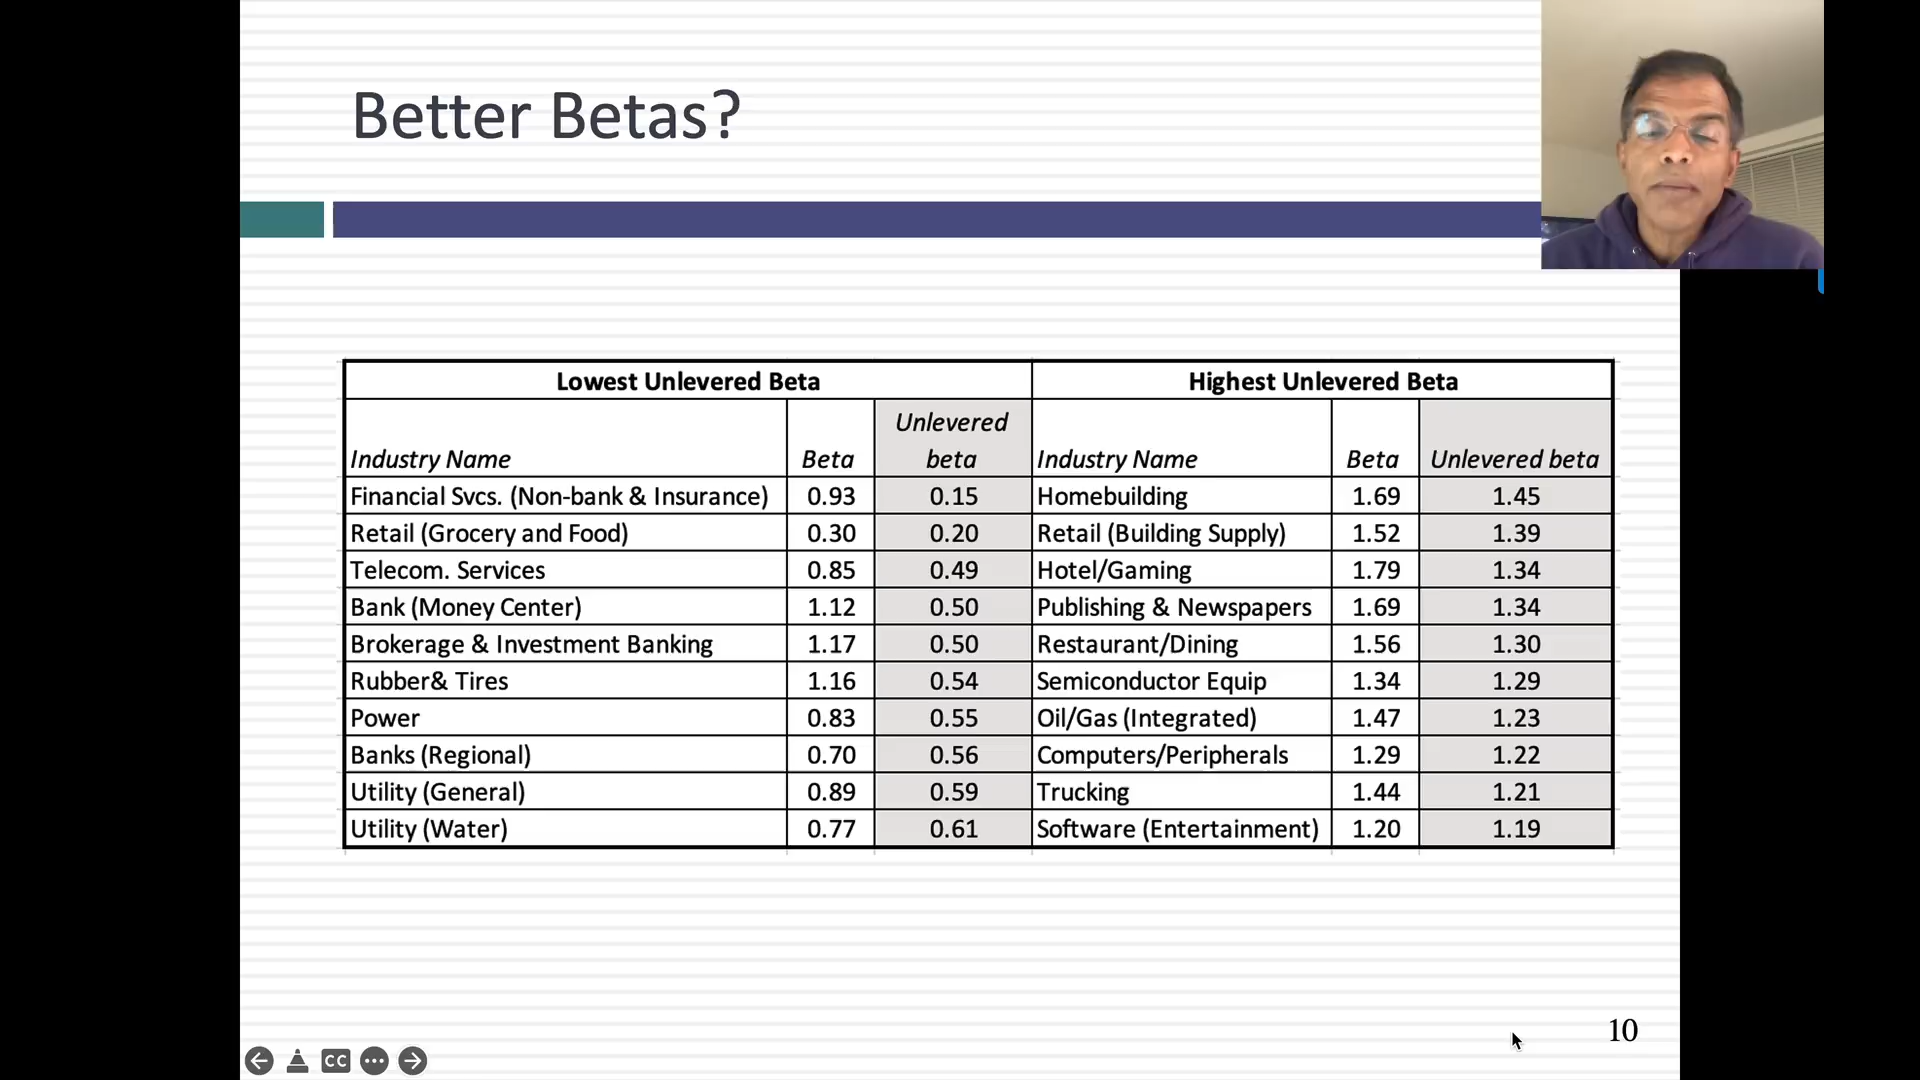 Better Betas?
Lowest Unlevered Beta Highest Unlevered Beta
Industry Name Beta Unlevered beta Industry Name Beta Unlevered beta
Financial Svcs. (Non-bank & Insurance) 0.93 0.15 Homebuilding 1.69 1.45
Retail (Grocery and Food) 0.30 0.20 Retail (Building Supply) 1.52 1.39
Telecom. Services 0.85 0.49 Hotel/Gaming 1.79 1.34
Bank (Money Center) 1.12 0.50 Publishing & Newspapers 1.69 1.34
Brokerage & Investment Banking 1.17 0.50 Restaurant/Dining 1.56 1.30
Rubber& Tires 1.16 0.54 Semiconductor Equip 1.34 1.29
Power 0.83 0.55 Oil/Gas (Integrated) 1.47 1.23
Banks (Regional) 0.70 0.56 Computers/Peripherals 1.29 1.22
Utility (General) 0.89 0.59 Trucking 1.44 1.21
Utility (Water) 0.77 0.61 Software (Entertainment) 1.20 1.19
10
CC